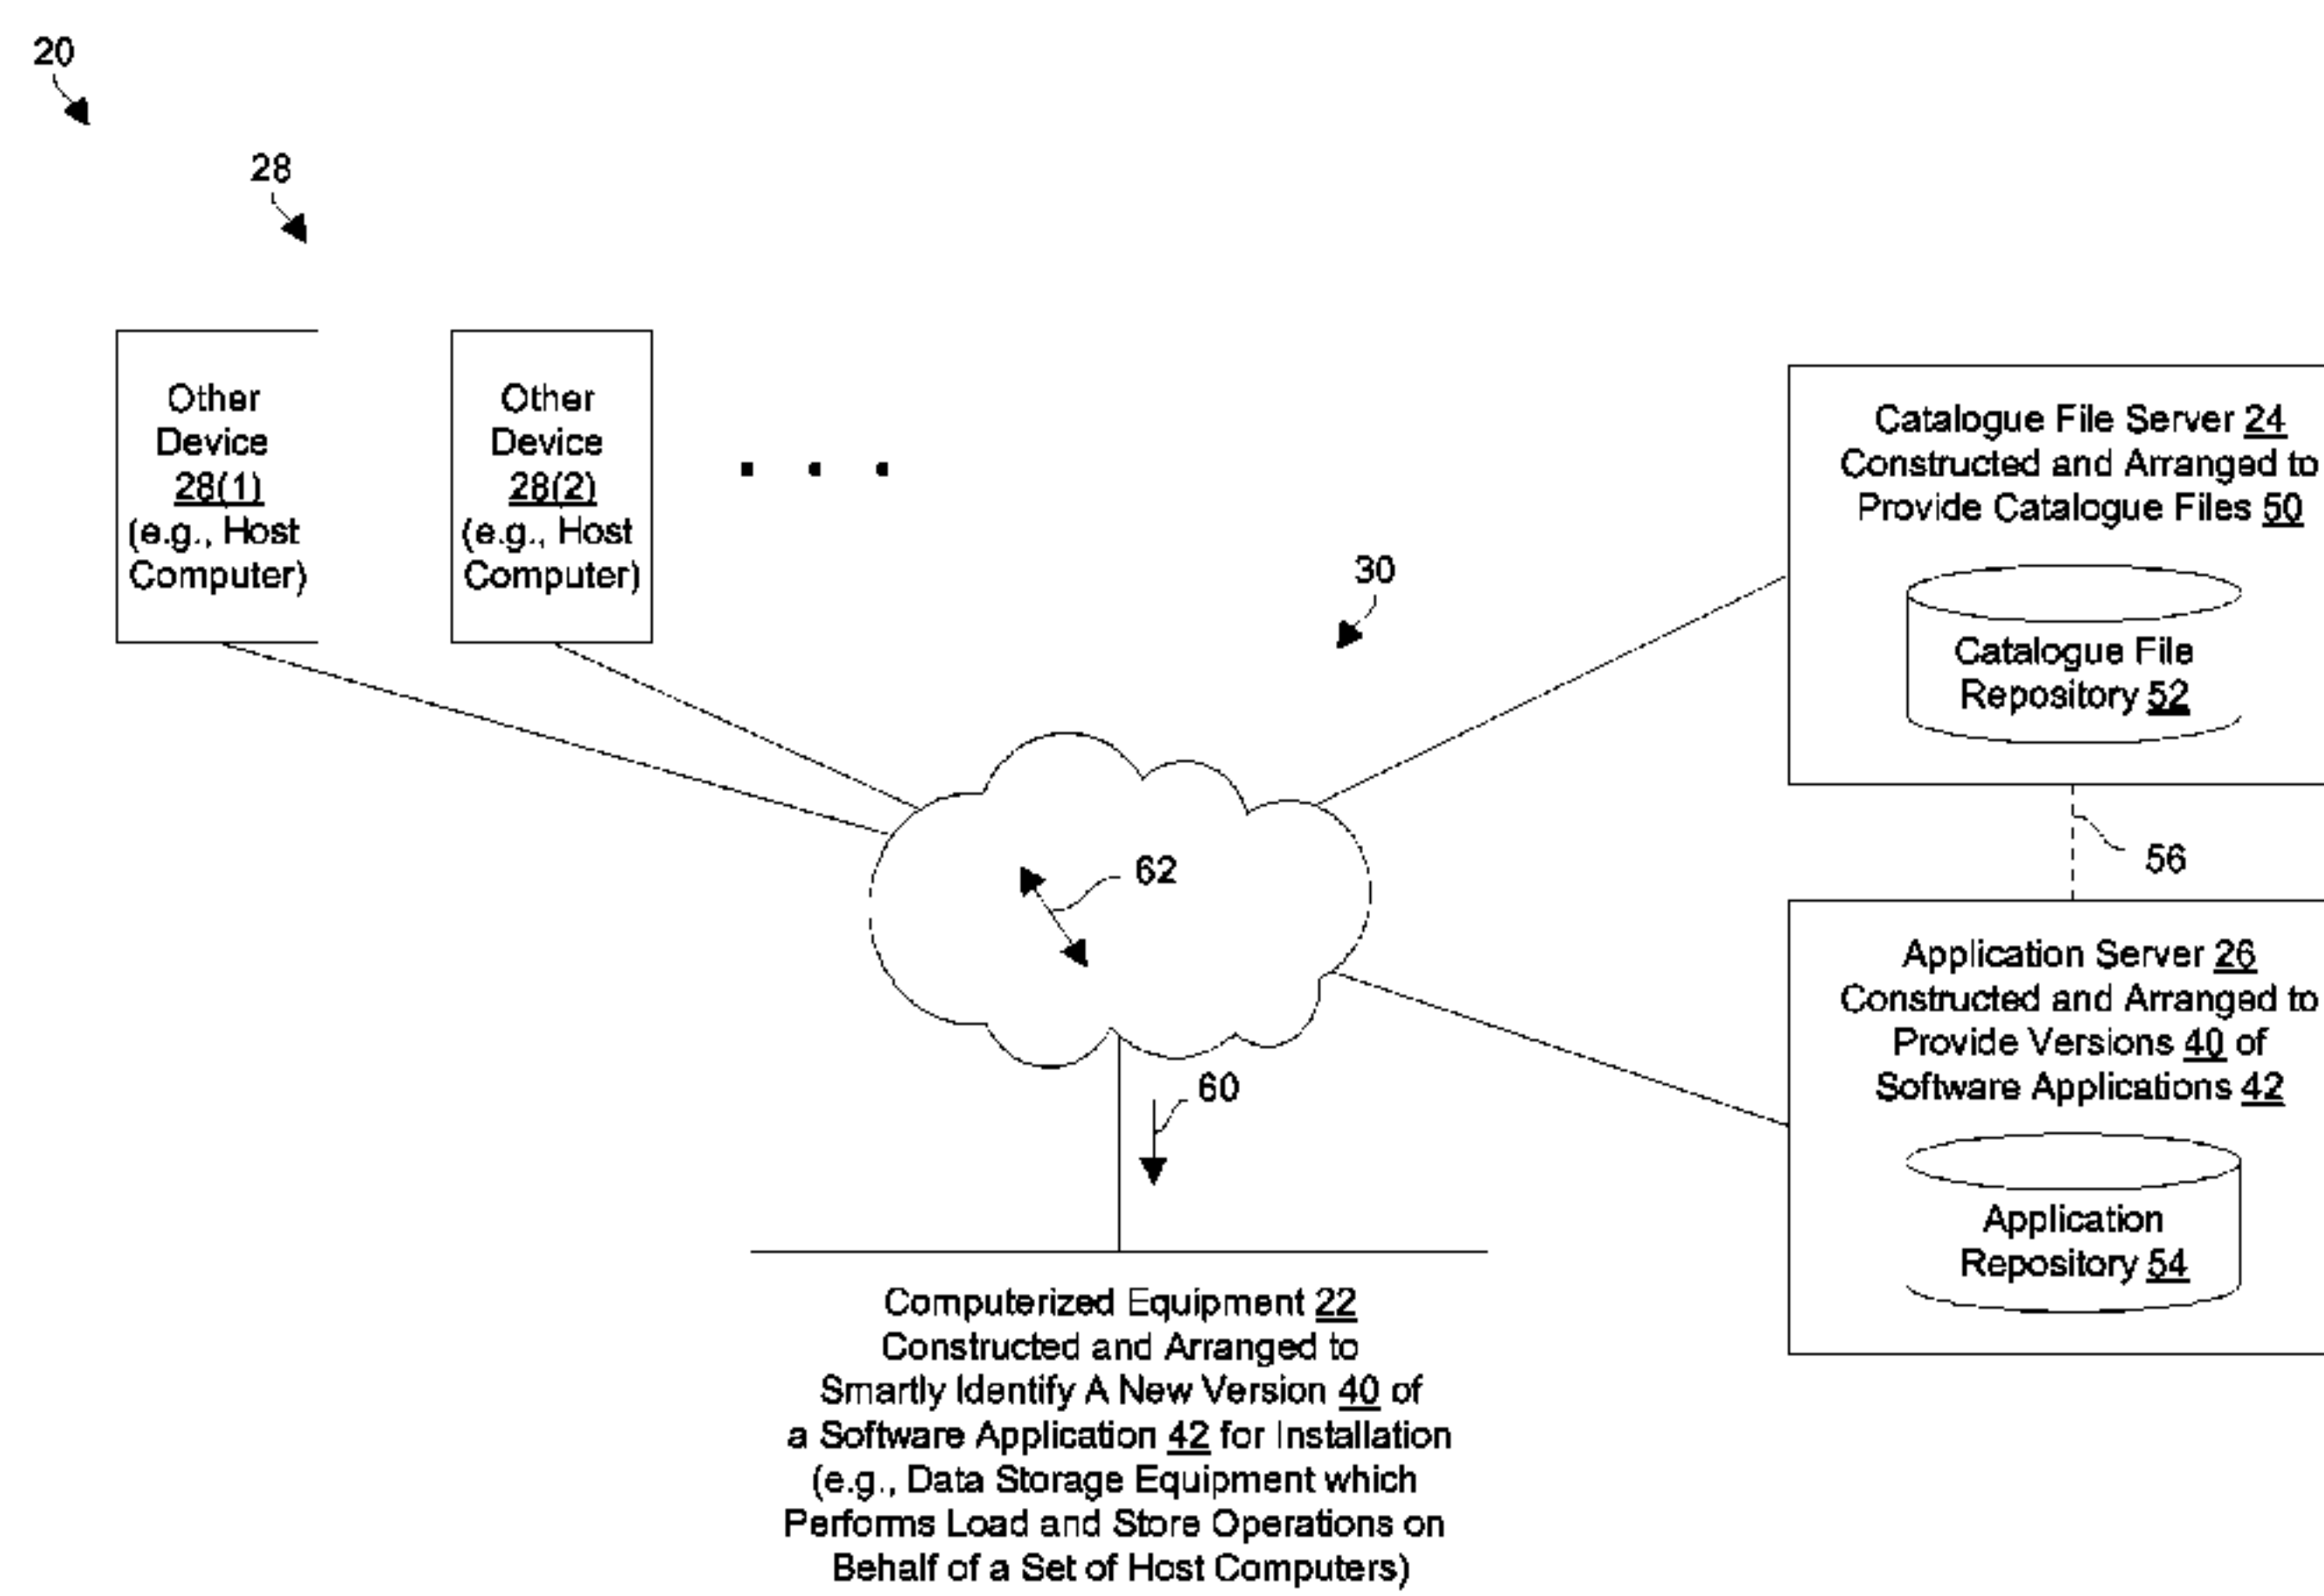 20
28
Other
Device
28(1)
(e.g., Host
Computer)
Other
Device
28(2)
(e.g., Host
Computer)
. . .
30
Catalogue File Server 24
Constructed and Arranged to
Provide Catalogue Files 50
Catalogue File
Repository 52
56
62
Application Server 26
Constructed and Arranged to
Provide Versions 40 of
Software Applications 42
Application
Repository 54
60
Computerized Equipment 22
Constructed and Arranged to
Smartly Identify A New Version 40 of
a Software Application 42 for Installation
(e.g., Data Storage Equipment which
Performs Load and Store Operations on
Behalf of a Set of Host Computers)